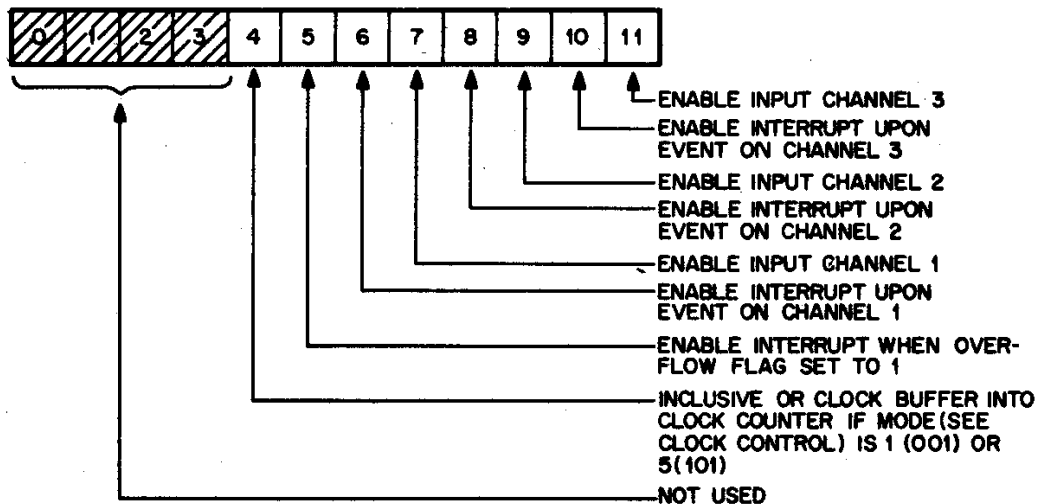 0 1 2 3 4 5 6 7 8 9 10 11
ENABLE INPUT CHANNEL 3
ENABLE INTERRUPT UPON
EVENT ON CHANNEL 3
ENABLE INPUT CHANNEL 2
ENABLE INTERRUPT UPON
EVENT ON CHANNEL 2
ENABLE INPUT CHANNEL 1
ENABLE INTERRUPT UPON
EVENT ON CHANNEL 1
ENABLE INTERRUPT WHEN OVER-
FLOW FLAG SET TO 1
INCLUSIVE OR CLOCK BUFFER INTO
CLOCK COUNTER IF MODE (SEE
CLOCK CONTROL) IS 1 (001) OR
5(101)
NOT USED